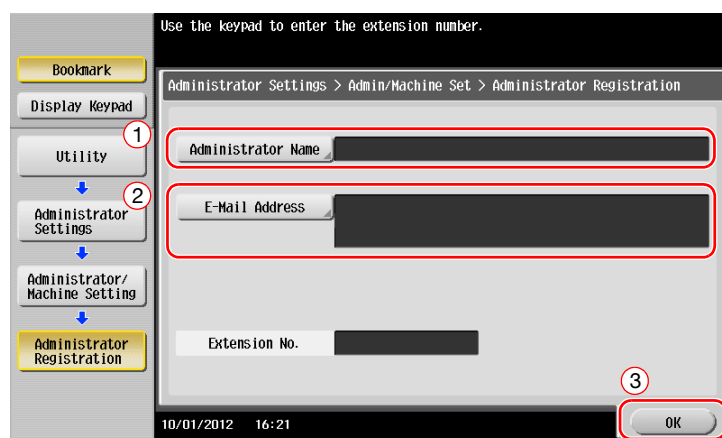 Use the keypad to enter the extension number.
Bookmark
Display Keypad
Administrator Settings > Admin/Machine Set > Administrator Registration
1
Utility
Administrator Name
2
Administrator
Settings
E-Mail Address
Administrator/
Machine Setting
Administrator
Registration
Extension No.
3
10/01/2012 16:21
OK